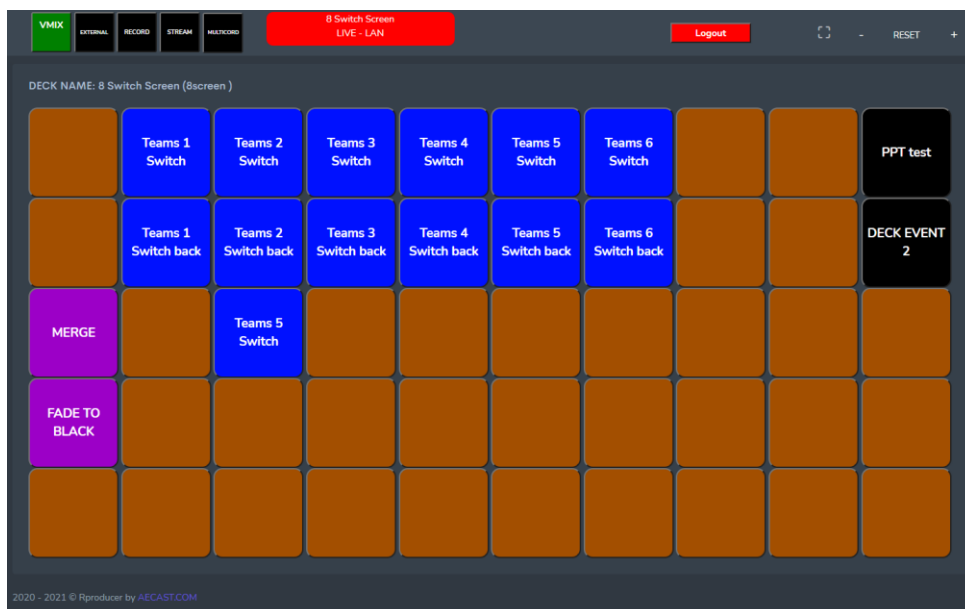 VMIX
EXTERNAL
RECORD
STREAM
MULTICORD
8 Switch Screen
LIVE - LAN
Logout
-
RESET
+
DECK NAME: 8 Switch Screen (8screen )
Teams 1
Switch
Teams 2
Switch
Teams 3
Switch
Teams 4
Switch
Teams 5
Switch
Teams 6
Switch
PPT test
Teams 1
Switch back
Teams 2
Switch back
Teams 3
Switch back
Teams 4
Switch back
Teams 5
Switch back
Teams 6
Switch back
DECK EVENT
2
MERGE
Teams 5
Switch
FADE TO
BLACK
2020 - 2021 © Rproducer by AECAST.COM